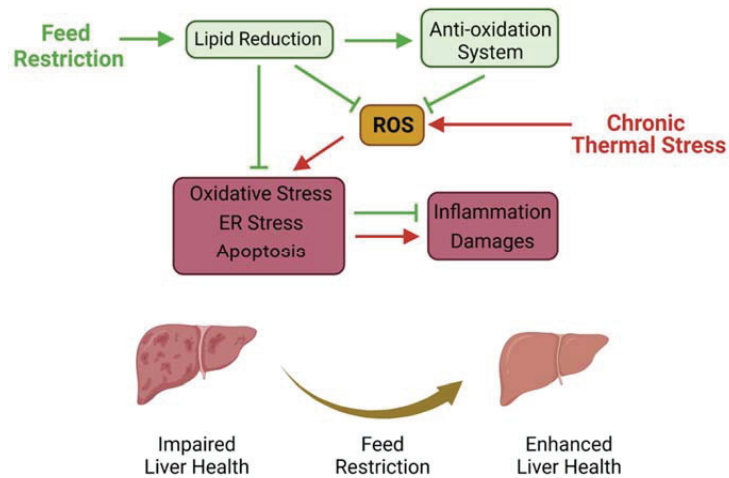 Feed
Restriction
Lipid Reduction
Anti-oxidation
System
ROS
Chronic
Thermal Stress
Oxidative Stress
ER Stress
Apoptosis
Inflammation
Damages
Impaired
Liver Health
Feed
Restriction
Enhanced
Liver Health